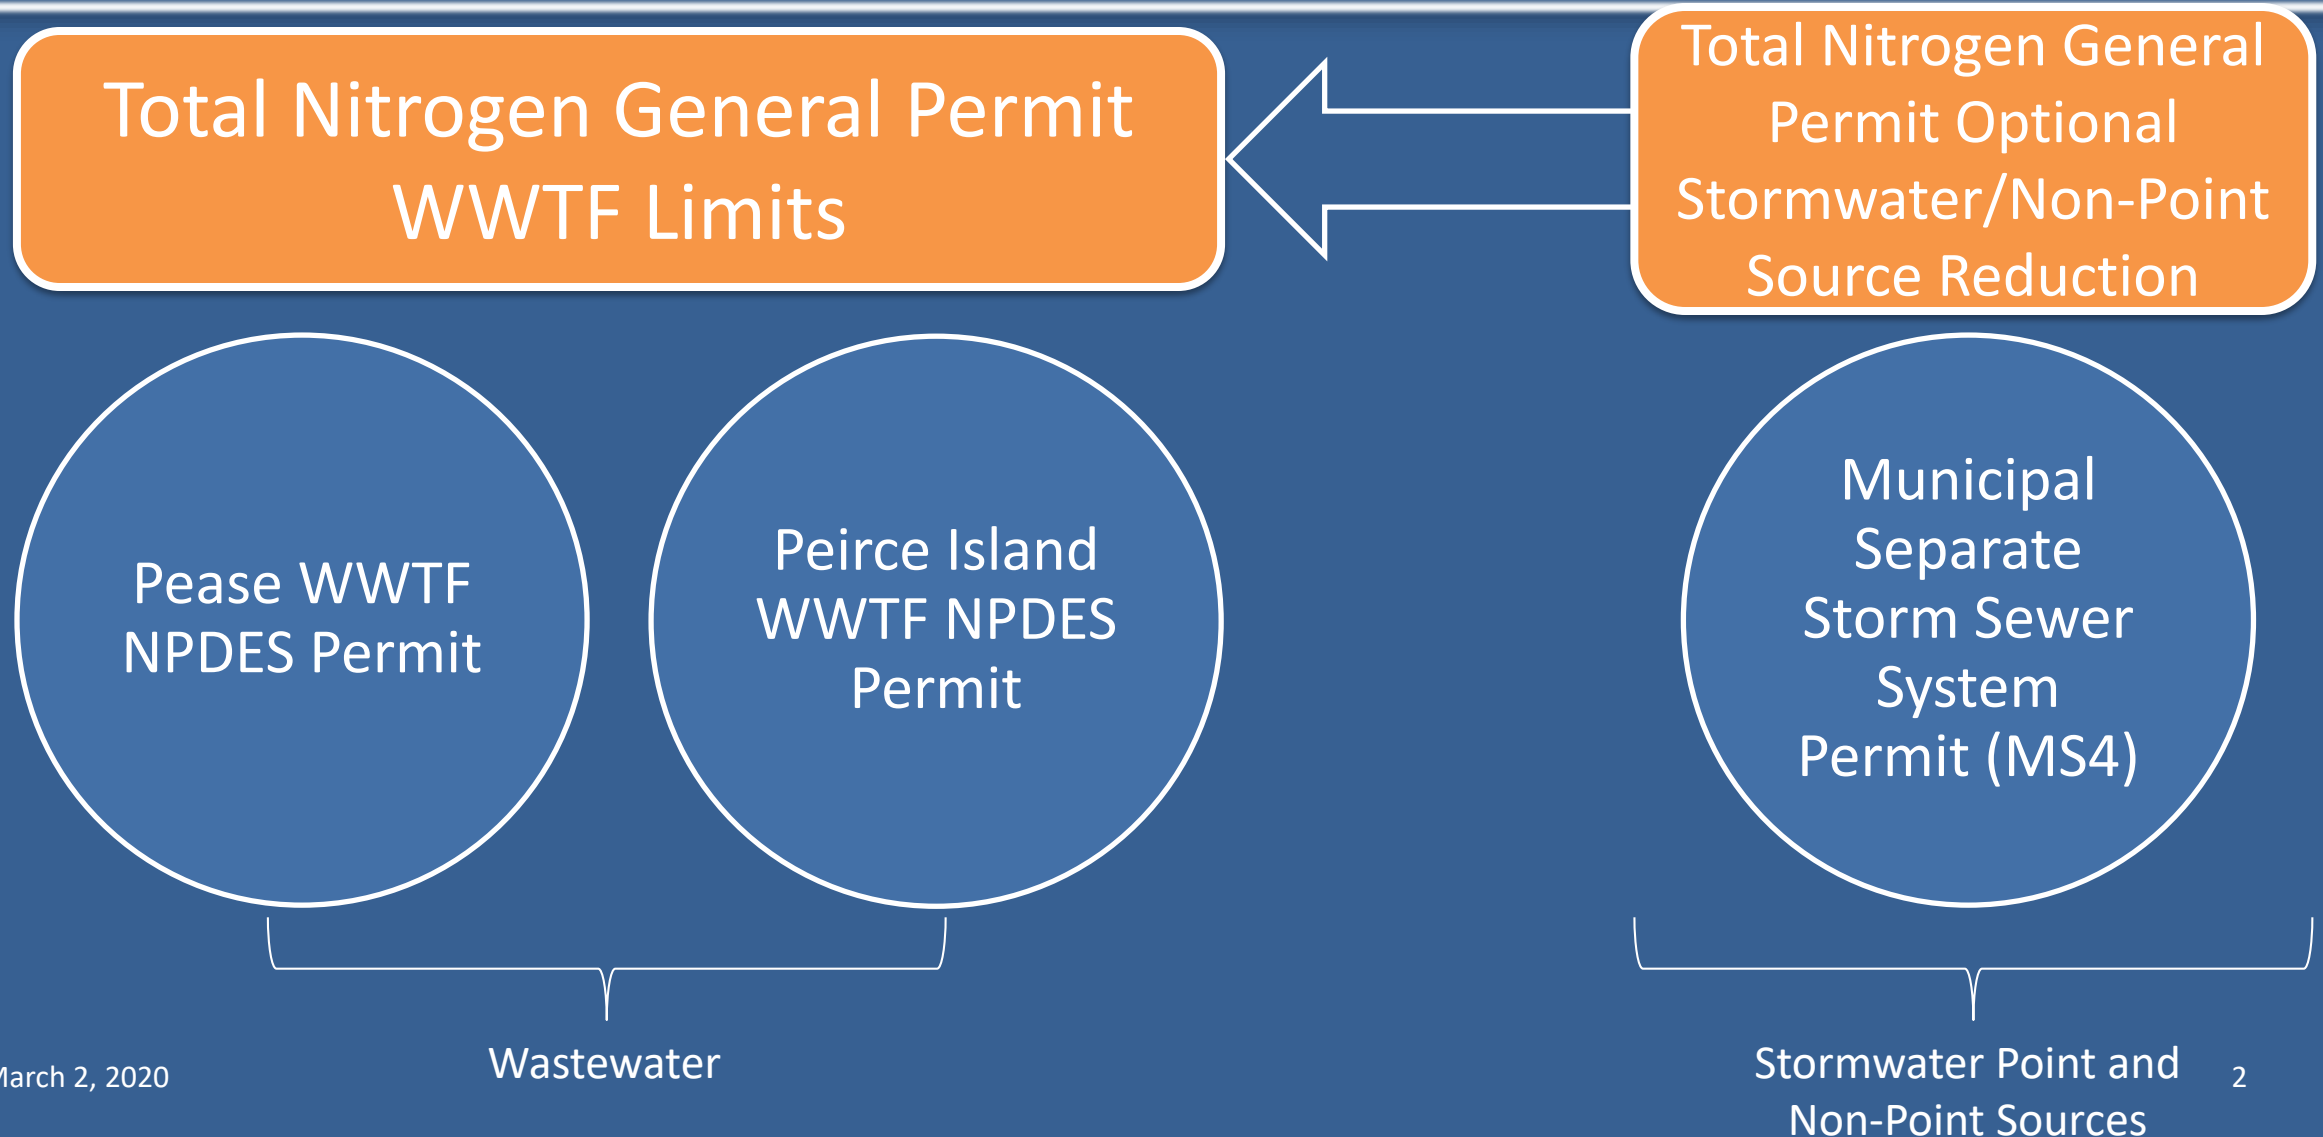 Total Nitrogen General Permit
WWTF Limits
Total Nitrogen General
Permit Optional
Stormwater/Non-Point
Source Reduction
Pease WWTF
NPDES Permit
Peirce Island
WWTF NPDES
Permit
Municipal
Separate
Storm Sewer
System
Permit (MS4)
Wastewater
Stormwater Point and
Non-Point Sources
March 2, 2020
2